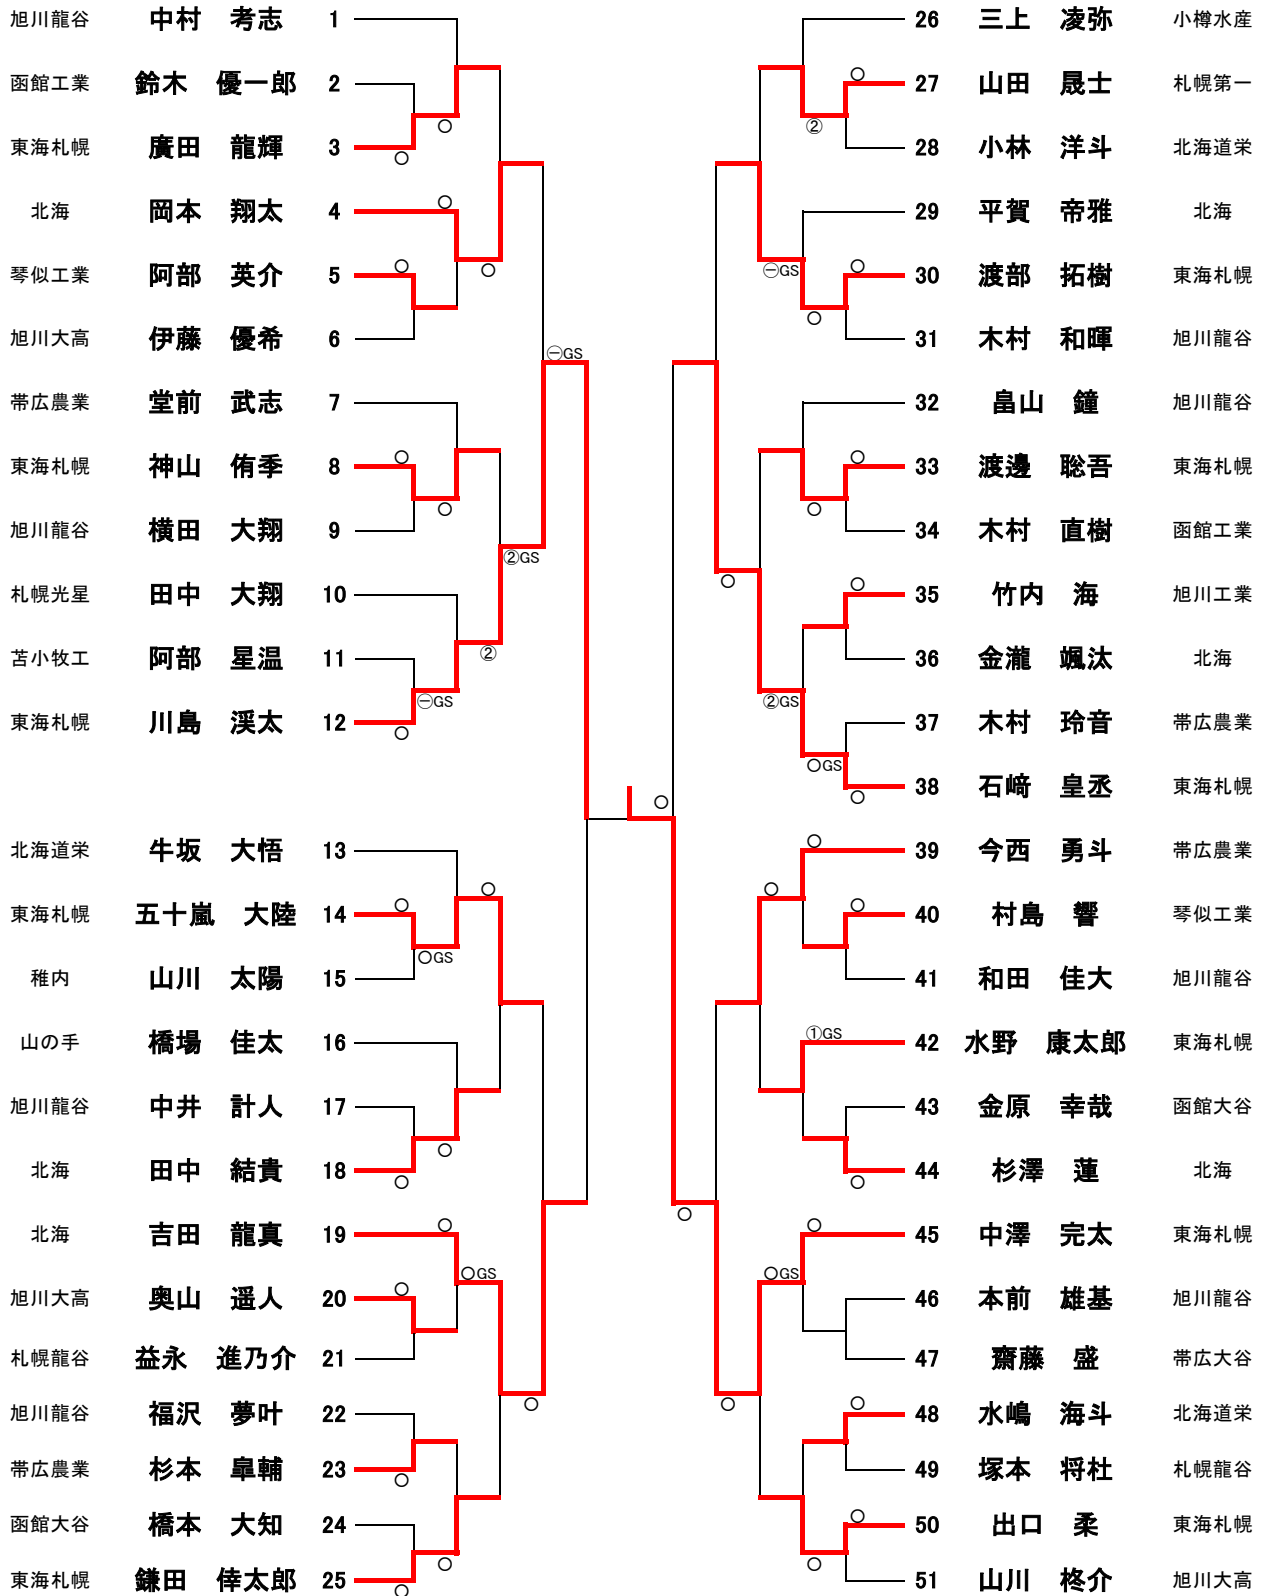 旭川龍谷 中村 考志 1
函館工業 鈴木 優一郎 2
○
東海札幌 廣田 龍輝 3
○
○
北海 岡本 翔太 4
○
琴似工業 阿部 英介 5
○
旭川大高 伊藤 優希 6
㊀GS
帯広農業 堂前 武志 7
○
東海札幌 神山 侑季 8
○
旭川龍谷 横田 大翔 9
②GS
札幌光星 田中 大翔 10
②
苫小牧工 阿部 星温 11
㊀GS
東海札幌 川島 渓太 12
○
北海道栄 牛坂 大悟 13
○
○
東海札幌 五十嵐 大陸 14
○GS
稚内 山川 太陽 15
山の手 橋場 佳太 16
旭川龍谷 中井 計人 17
○
北海 田中 結貴 18
○
○
北海 吉田 龍真 19
○GS
○
旭川大高 奥山 遥人 20
札幌龍谷 益永 進乃介 21
○
旭川龍谷 福沢 夢叶 22
帯広農業 杉本 皐輔 23
○
函館大谷 橋本 大知 24
○
東海札幌 鎌田 倖太郎 25
○
○
26 三上 凌弥 小樽水産
○
27 山田 晟士 札幌第一
②
28 小林 洋斗 北海道栄
29 平賀 帝雅 北海
㊀GS
○
30 渡部 拓樹 東海札幌
○
31 木村 和暉 旭川龍谷
32 畠山 鐘 旭川龍谷
○
33 渡邊 聡吾 東海札幌
○
34 木村 直樹 函館工業
○
○
35 竹内 海 旭川工業
36 金瀧 颯汰 北海
②GS
37 木村 玲音 帯広農業
○GS
38 石﨑 皇丞 東海札幌
○
○
39 今西 勇斗 帯広農業
○
○
40 村島 響 琴似工業
41 和田 佳大 旭川龍谷
①GS
42 水野 康太郎 東海札幌
43 金原 幸哉 函館大谷
44 杉澤 蓮 北海
○
○
○
45 中澤 完太 東海札幌
○GS
46 本前 雄基 旭川龍谷
47 齋藤 盛 帯広大谷
○
○
48 水嶋 海斗 北海道栄
49 塚本 将杜 札幌龍谷
○
50 出口 柔 東海札幌
○
51 山川 柊介 旭川大高